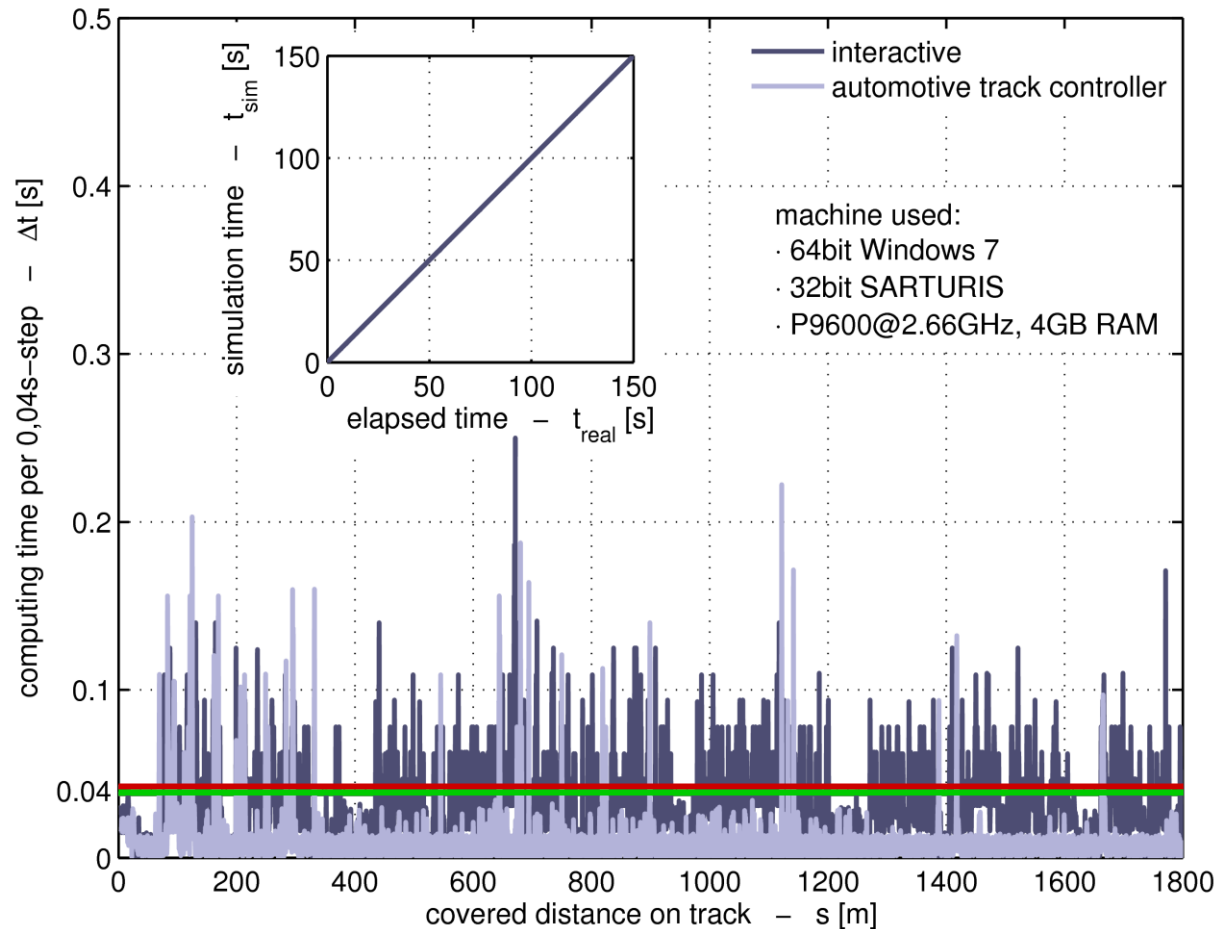 0.5
0.4
0.3
0.2
0.1
0.04
0
computing time per 0,04s–step – Δt [s]
0 200 400 600 800 1000 1200 1400 1600 1800
covered distance on track – s [m]
150
100
50
0
simulation time – t_sim [s]
0 50 100 150
elapsed time – t_real [s]
interactive
automotive track controller
machine used:
· 64bit Windows 7
· 32bit SARTURIS
· P9600@2.66GHz, 4GB RAM